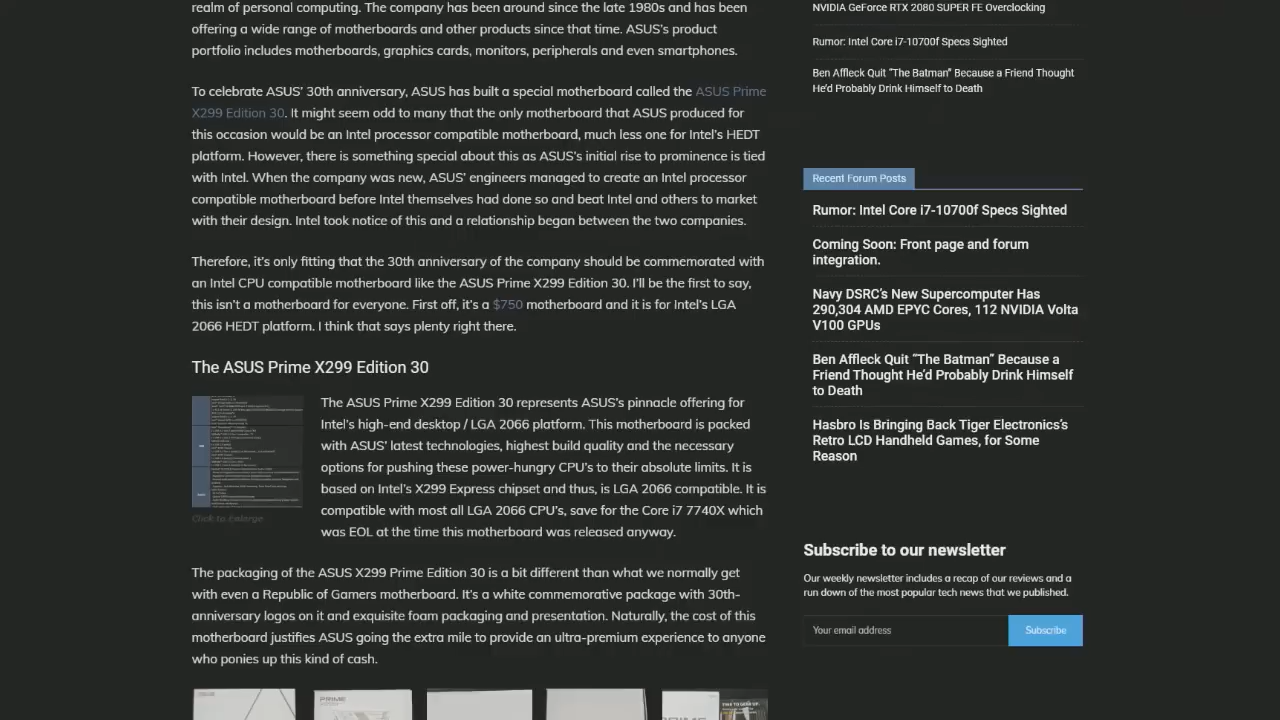 realm of personal computing. The company has been around since the late 1980s and has been
offering a wide range of motherboards and other products since that time. ASUS's product
portfolio includes motherboards, graphics cards, monitors, peripherals and even smartphones.
To celebrate ASUS' 30th anniversary, ASUS has built a special motherboard called the ASUS Prime
X299 Edition 30. It might seem odd to many that the only motherboard that ASUS produced for
this occasion would be an Intel processor compatible motherboard, much less one for Intel's HEDT
platform. However, there is something special about this as ASUS's initial rise to prominence is tied
with Intel. When the company was new, ASUS' engineers managed to create an Intel processor
compatible motherboard before Intel themselves had done so and beat Intel and others to market
with their design. Intel took notice of this and a relationship began between the two companies.
Therefore, it's only fitting that the 30th anniversary of the company should be commemorated with
an Intel CPU compatible motherboard like the ASUS Prime X299 Edition 30. I'll be the first to say,
this isn't a motherboard for everyone. First off, it's a $750 motherboard and it is for Intel's LGA
2066 HEDT platform. I think that says plenty right there.
The ASUS Prime X299 Edition 30
The ASUS Prime X299 Edition 30 represents ASUS's pinnacle offering for
Intel's high end desktop / LGA 2066 platform. This motherboard is packed
with ASUS' latest technologies, highest build quality and the necessary
options for pushing these power-hungry CPU's to their absolute limits. It is
based on Intel's X299 Express chipset and thus, is LGA 2066 compatible. It is
compatible with most all LGA 2066 CPU's, save for the Core i7 7740X which
was EOL at the time this motherboard was released anyway.
Click to Enlarge
The packaging of the ASUS X299 Prime Edition 30 is a bit different than what we normally get
with even a Republic of Gamers motherboard. It's a white commemorative package with 30th-
anniversary logos on it and exquisite foam packaging and presentation. Naturally, the cost of this
motherboard justifies ASUS going the extra mile to provide an ultra-premium experience to anyone
who ponies up this kind of cash.
PRIME
NVIDIA GeForce RTX 2080 SUPER FE Overclocking
Rumor: Intel Core i7-10700f Specs Sighted
Ben Affleck Quit “The Batman” Because a Friend Thought
He'd Probably Drink Himself to Death
Recent Forum Posts
Rumor: Intel Core i7-10700f Specs Sighted
Coming Soon: Front page and forum
integration.
Navy DSRC's New Supercomputer Has
290,304 AMD EPYC Cores, 112 NVIDIA Volta
V100 GPUs
Ben Affleck Quit “The Batman” Because a
Friend Thought He'd Probably Drink Himself
to Death
Hasbro Is Bringing Back Tiger Electronics's
Retro LCD Handheld Games, for Some
Reason
Subscribe to our newsletter
Our weekly newsletter includes a recap of our reviews and a
run down of the most popular tech news that we published.
Your email address
Subscribe